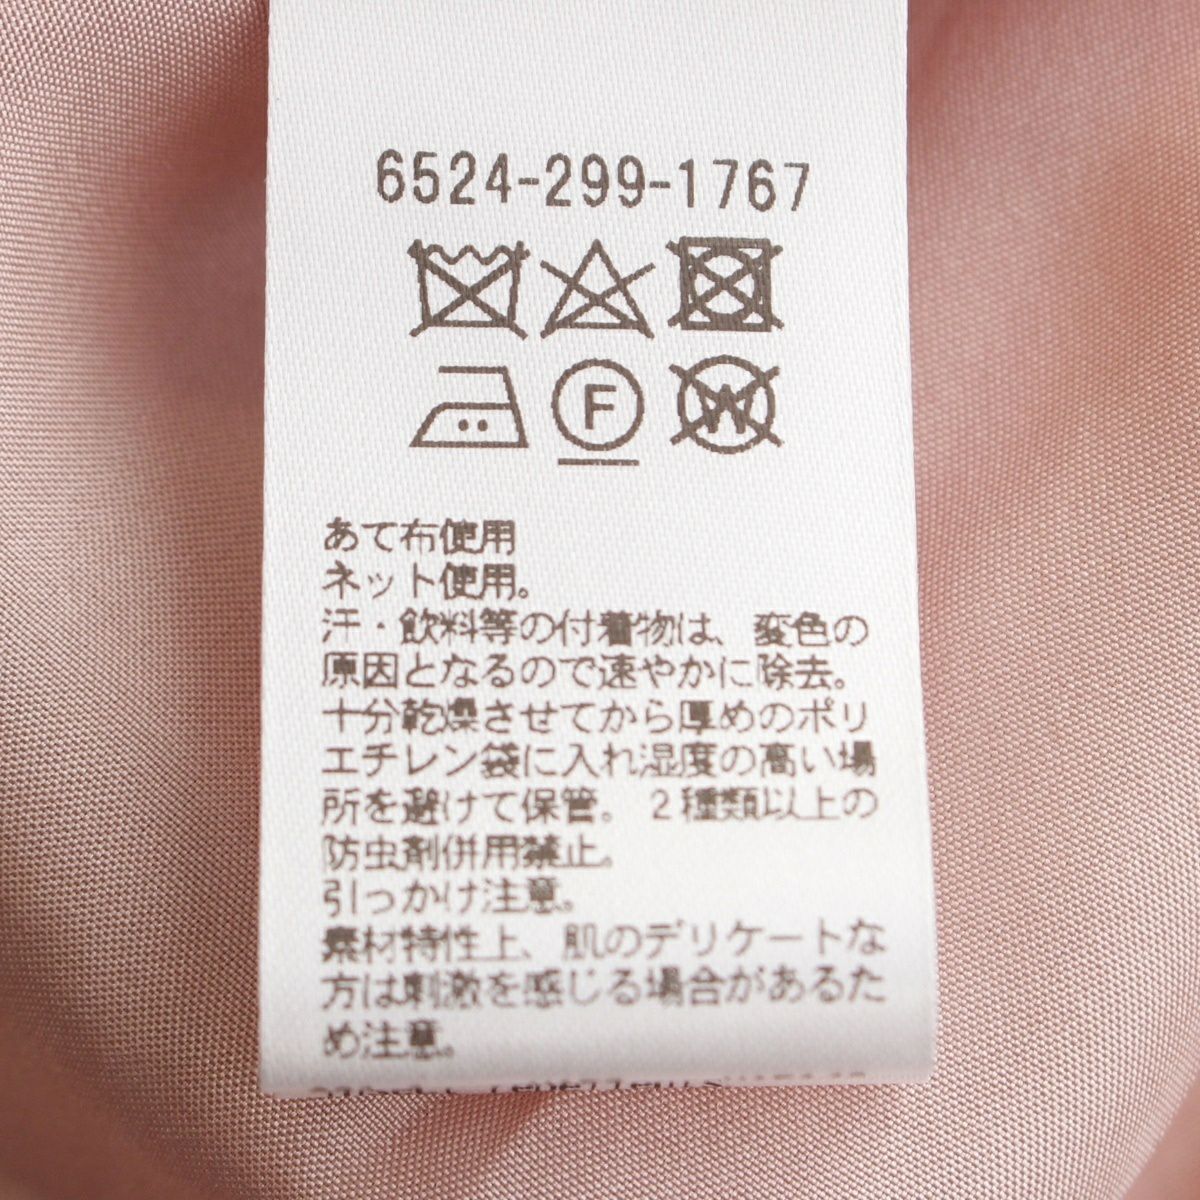 6524-299-1767
F
W
あて布使用
ネット使用。
汗・飲料等の付着物は、変色の
原因となるので速やかに除去。
十分乾燥させてから厚めのポリ
エチレン袋に入れ湿度の高い場
所を避けて保管。２種類以上の
防虫剤併用禁止。
引っかけ注意。
素材特性上、肌のデリケートな
方は刺激を感じる場合があるた
め注意。